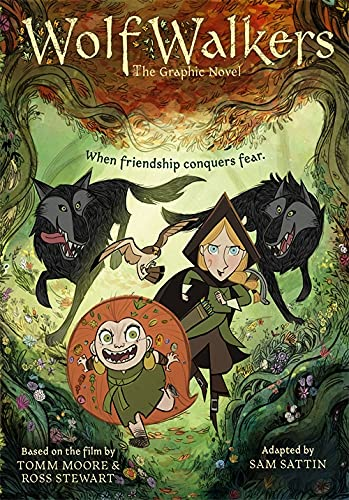 WolfWalkers
The Graphic Novel
When friendship conquers fear.
Based on the film by
TOMM MOORE &
ROSS STEWART
Adapted by
SAM SATTIN